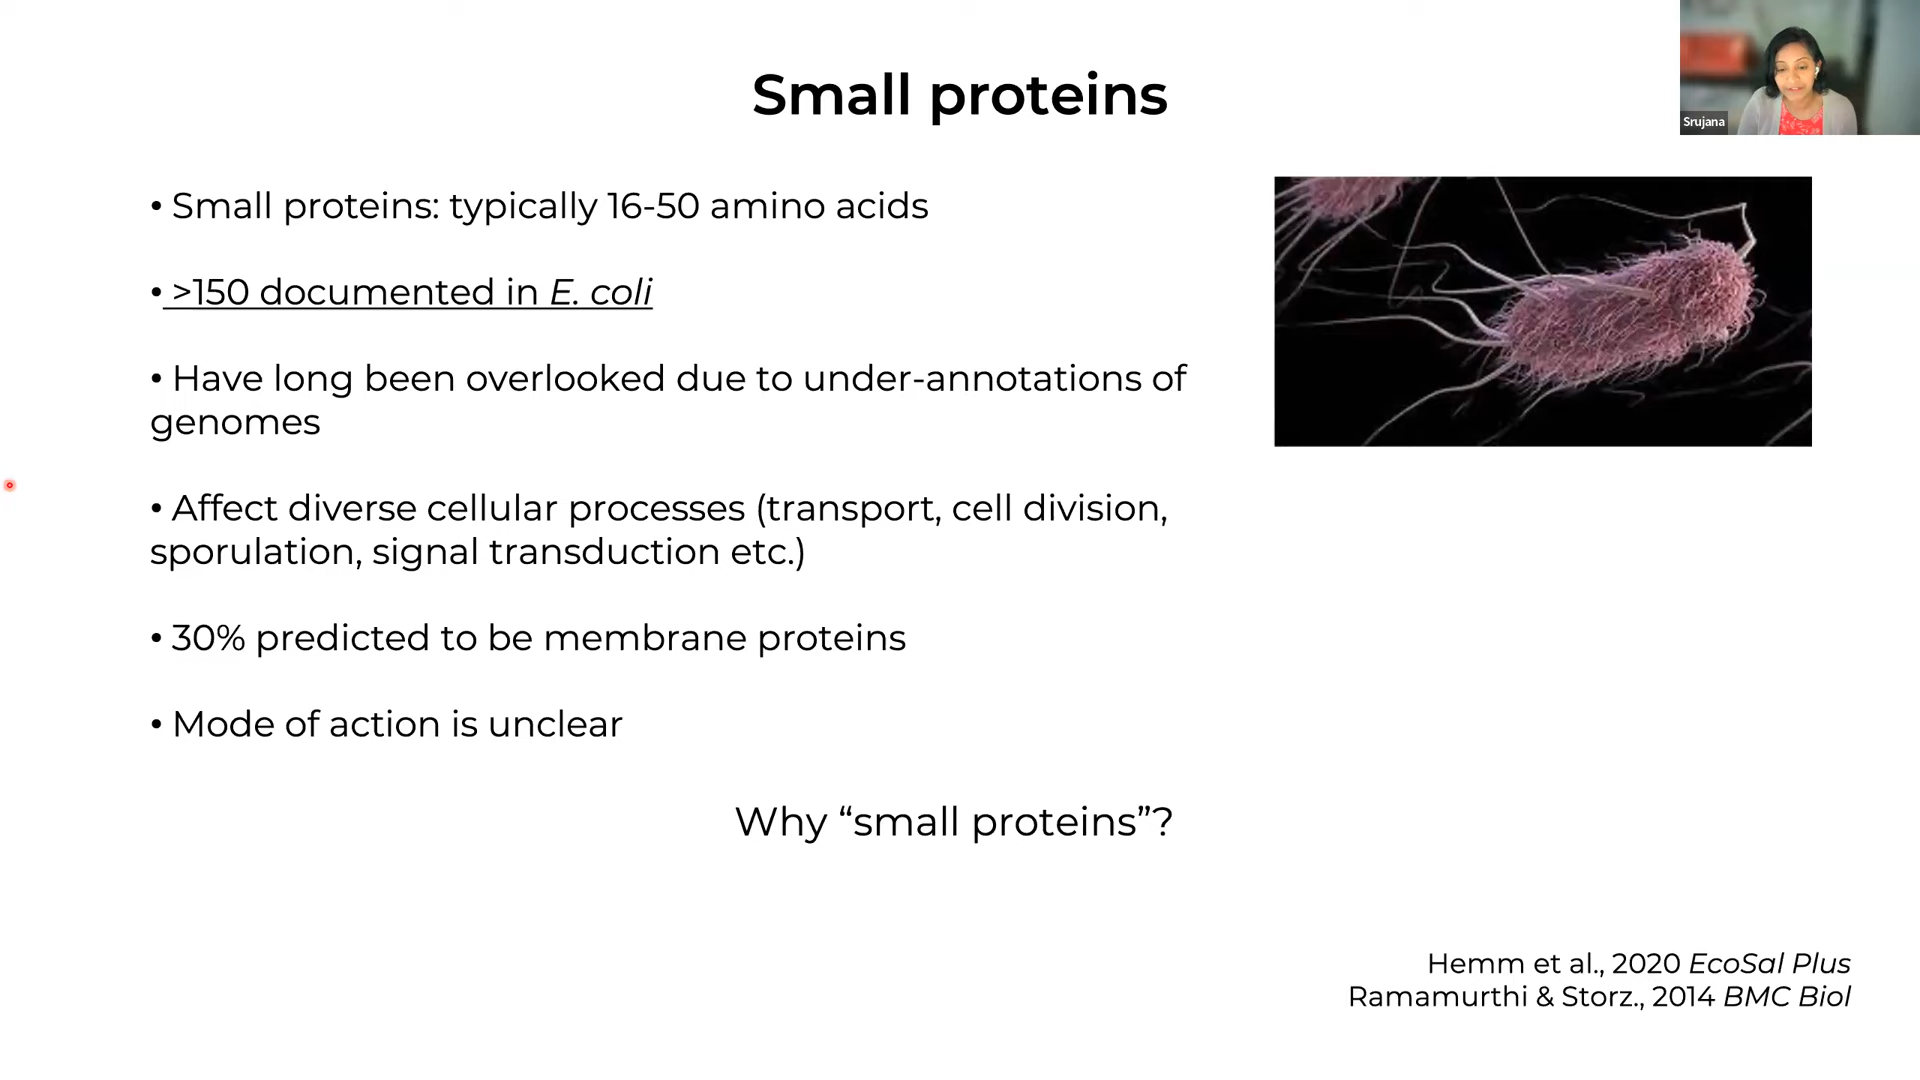 Small proteins
Srujana
• Small proteins: typically 16-50 amino acids
• >150 documented in E. coli
• Have long been overlooked due to under-annotations of
genomes
• Affect diverse cellular processes (transport, cell division,
sporulation, signal transduction etc.)
• 30% predicted to be membrane proteins
• Mode of action is unclear
Why “small proteins”?
Hemm et al., 2020 EcoSal Plus
Ramamurthi & Storz., 2014 BMC Biol